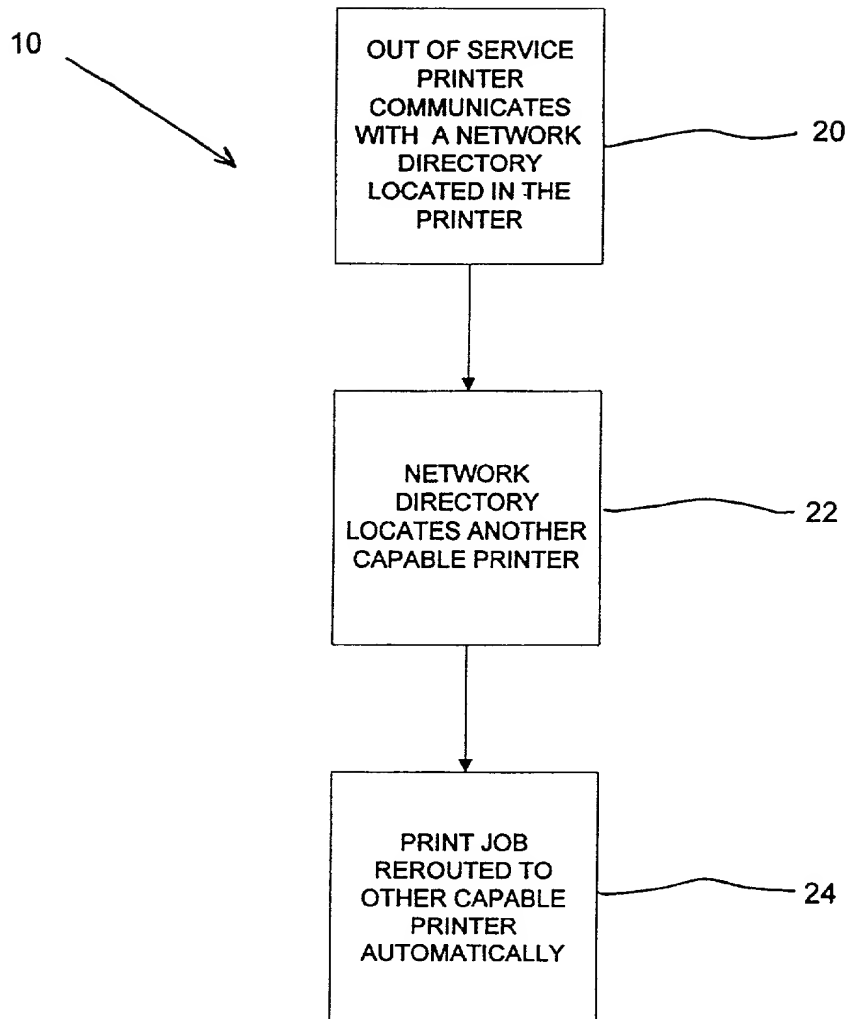 10
OUT OF SERVICE
PRINTER
COMMUNICATES
WITH A NETWORK
DIRECTORY
LOCATED IN THE
PRINTER
20
NETWORK
DIRECTORY
LOCATES ANOTHER
CAPABLE PRINTER
22
PRINT JOB
REROUTED TO
OTHER CAPABLE
PRINTER
AUTOMATICALLY
24